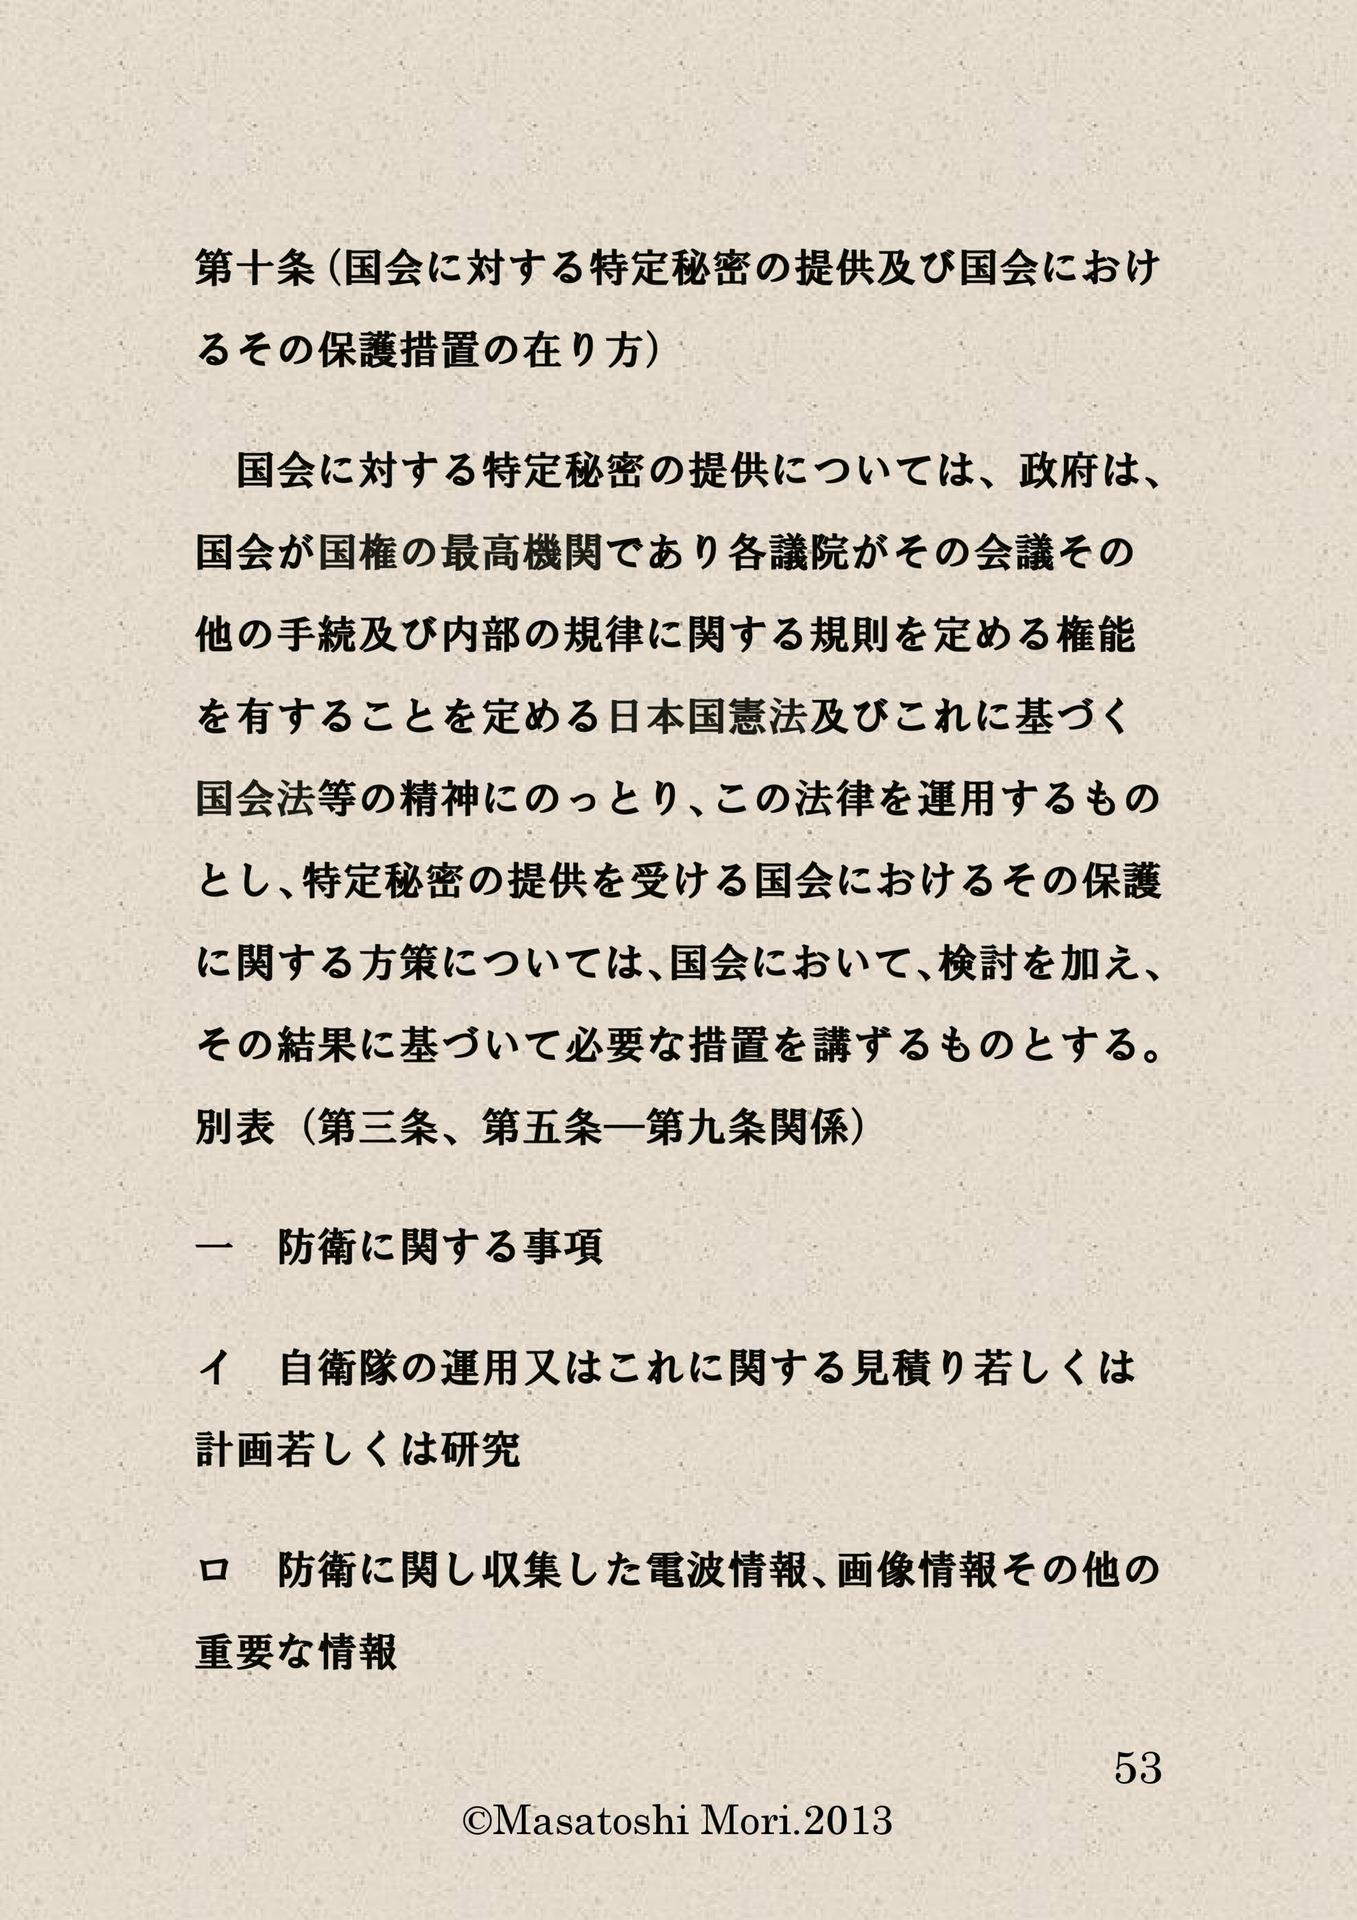 第十条（国会に対する特定秘密の提供及び国会におけ
るその保護措置の在り方）
国会に対する特定秘密の提供については、政府は、
国会が国権の最高機関であり各議院がその会議その
他の手続及び内部の規律に関する規則を定める権能
を有することを定める日本国憲法及びこれに基づく
国会法等の精神にのっとり、この法律を運用するもの
とし、特定秘密の提供を受ける国会におけるその保護
に関する方策については、国会において、検討を加え、
その結果に基づいて必要な措置を講ずるものとする。
別表（第三条、第五条―第九条関係）
一　防衛に関する事項
イ　自衛隊の運用又はこれに関する見積り若しくは
計画若しくは研究
ロ　防衛に関し収集した電波情報、画像情報その他の
重要な情報
53
©Masatoshi Mori.2013